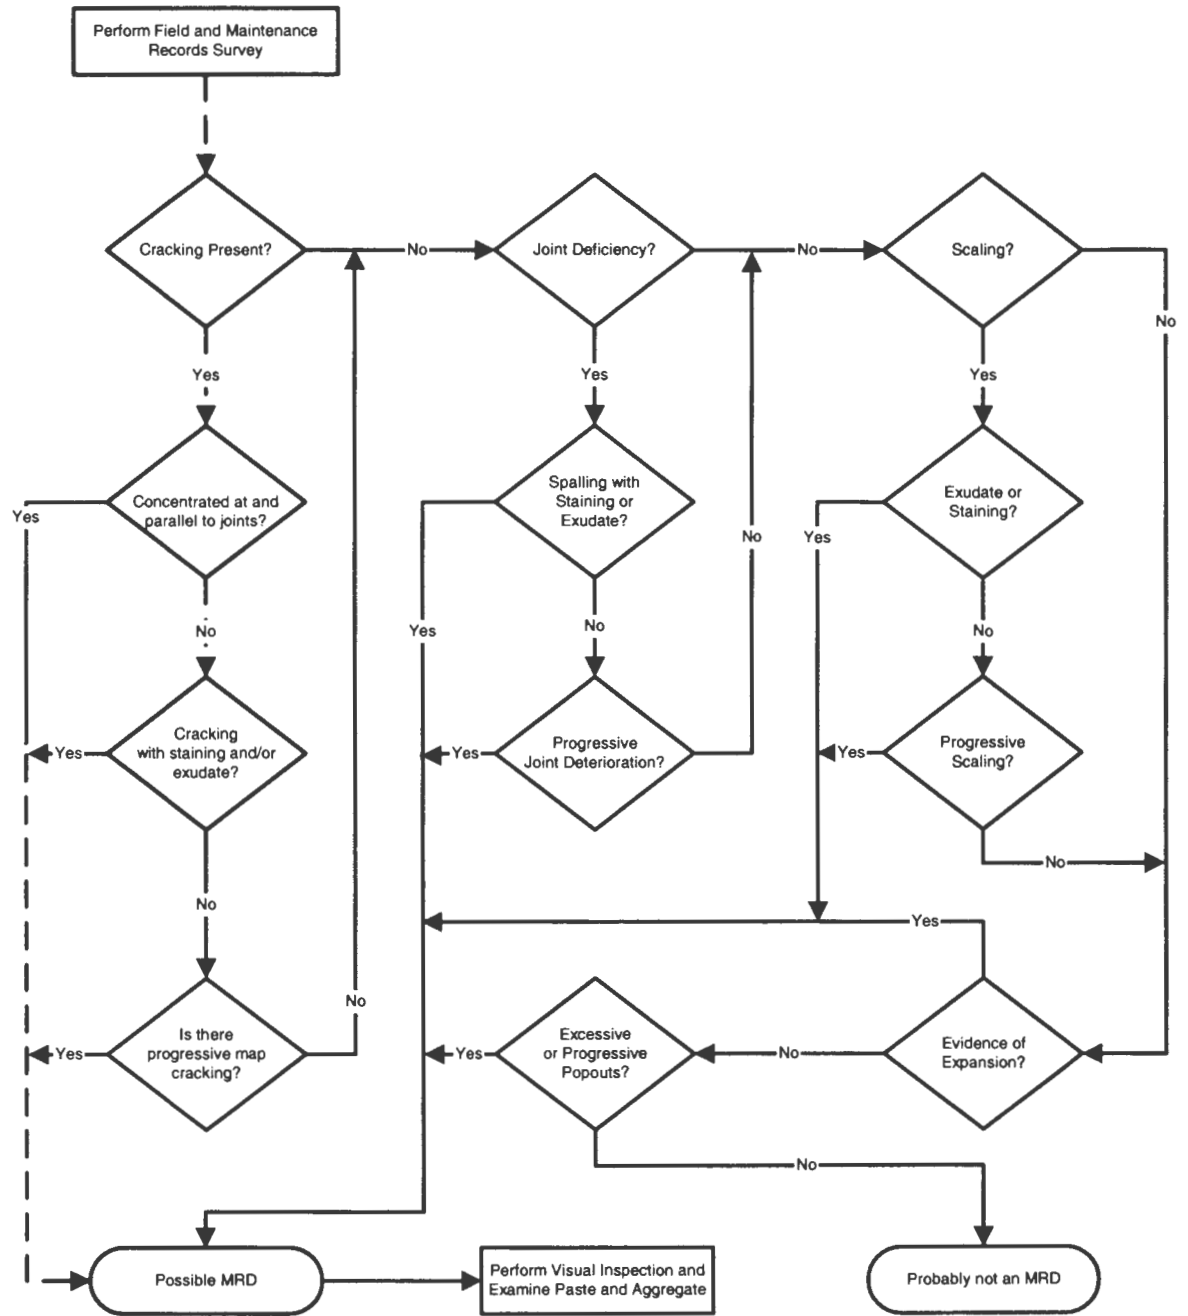 Perform Field and Maintenance
Records Survey
Cracking Present?
No
Joint Deficiency?
No
Scaling?
No
Yes
Yes
Yes
Concentrated at and
parallel to joints?
Yes
Spalling with
Staining or
Exudate?
No
Exudate or
Staining?
Yes
No
Yes
No
No
Cracking
with staining and/or
exudate?
Yes
Progressive
Joint Deterioration?
Yes
Progressive
Scaling?
Yes
No
No
Yes
Is there
progressive map
cracking?
Yes
No
Excessive
or Progressive
Popouts?
Yes
No
Evidence of
Expansion?
No
Possible MRD
Perform Visual Inspection and
Examine Paste and Aggregate
Probably not an MRD